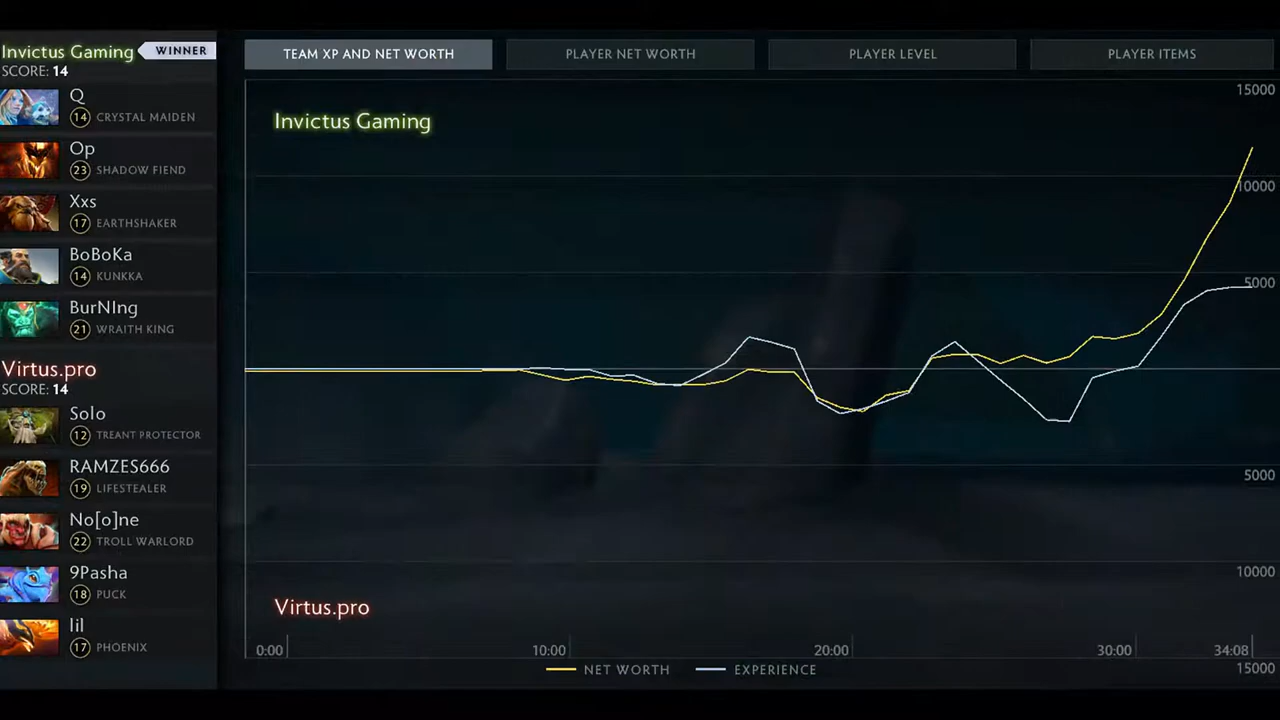 Invictus Gaming WINNER
SCORE: 14
Q
14 CRYSTAL MAIDEN
Op
23 SHADOW FIEND
Xxs
17 EARTHSHAKER
BoBoKa
14 KUNKKA
BurNIng
21 WRAITH KING
Virtus.pro
SCORE: 14
Solo
12 TREANT PROTECTOR
RAMZES666
19 LIFESTEALER
No[o]ne
22 TROLL WARLORD
9Pasha
18 PUCK
lil
17 PHOENIX
TEAM XP AND NET WORTH PLAYER NET WORTH PLAYER LEVEL PLAYER ITEMS
15000
Invictus Gaming
10000
5000
5000
10000
Virtus.pro
0:00 10:00 20:00 30:00 34:08
15000
NET WORTH EXPERIENCE